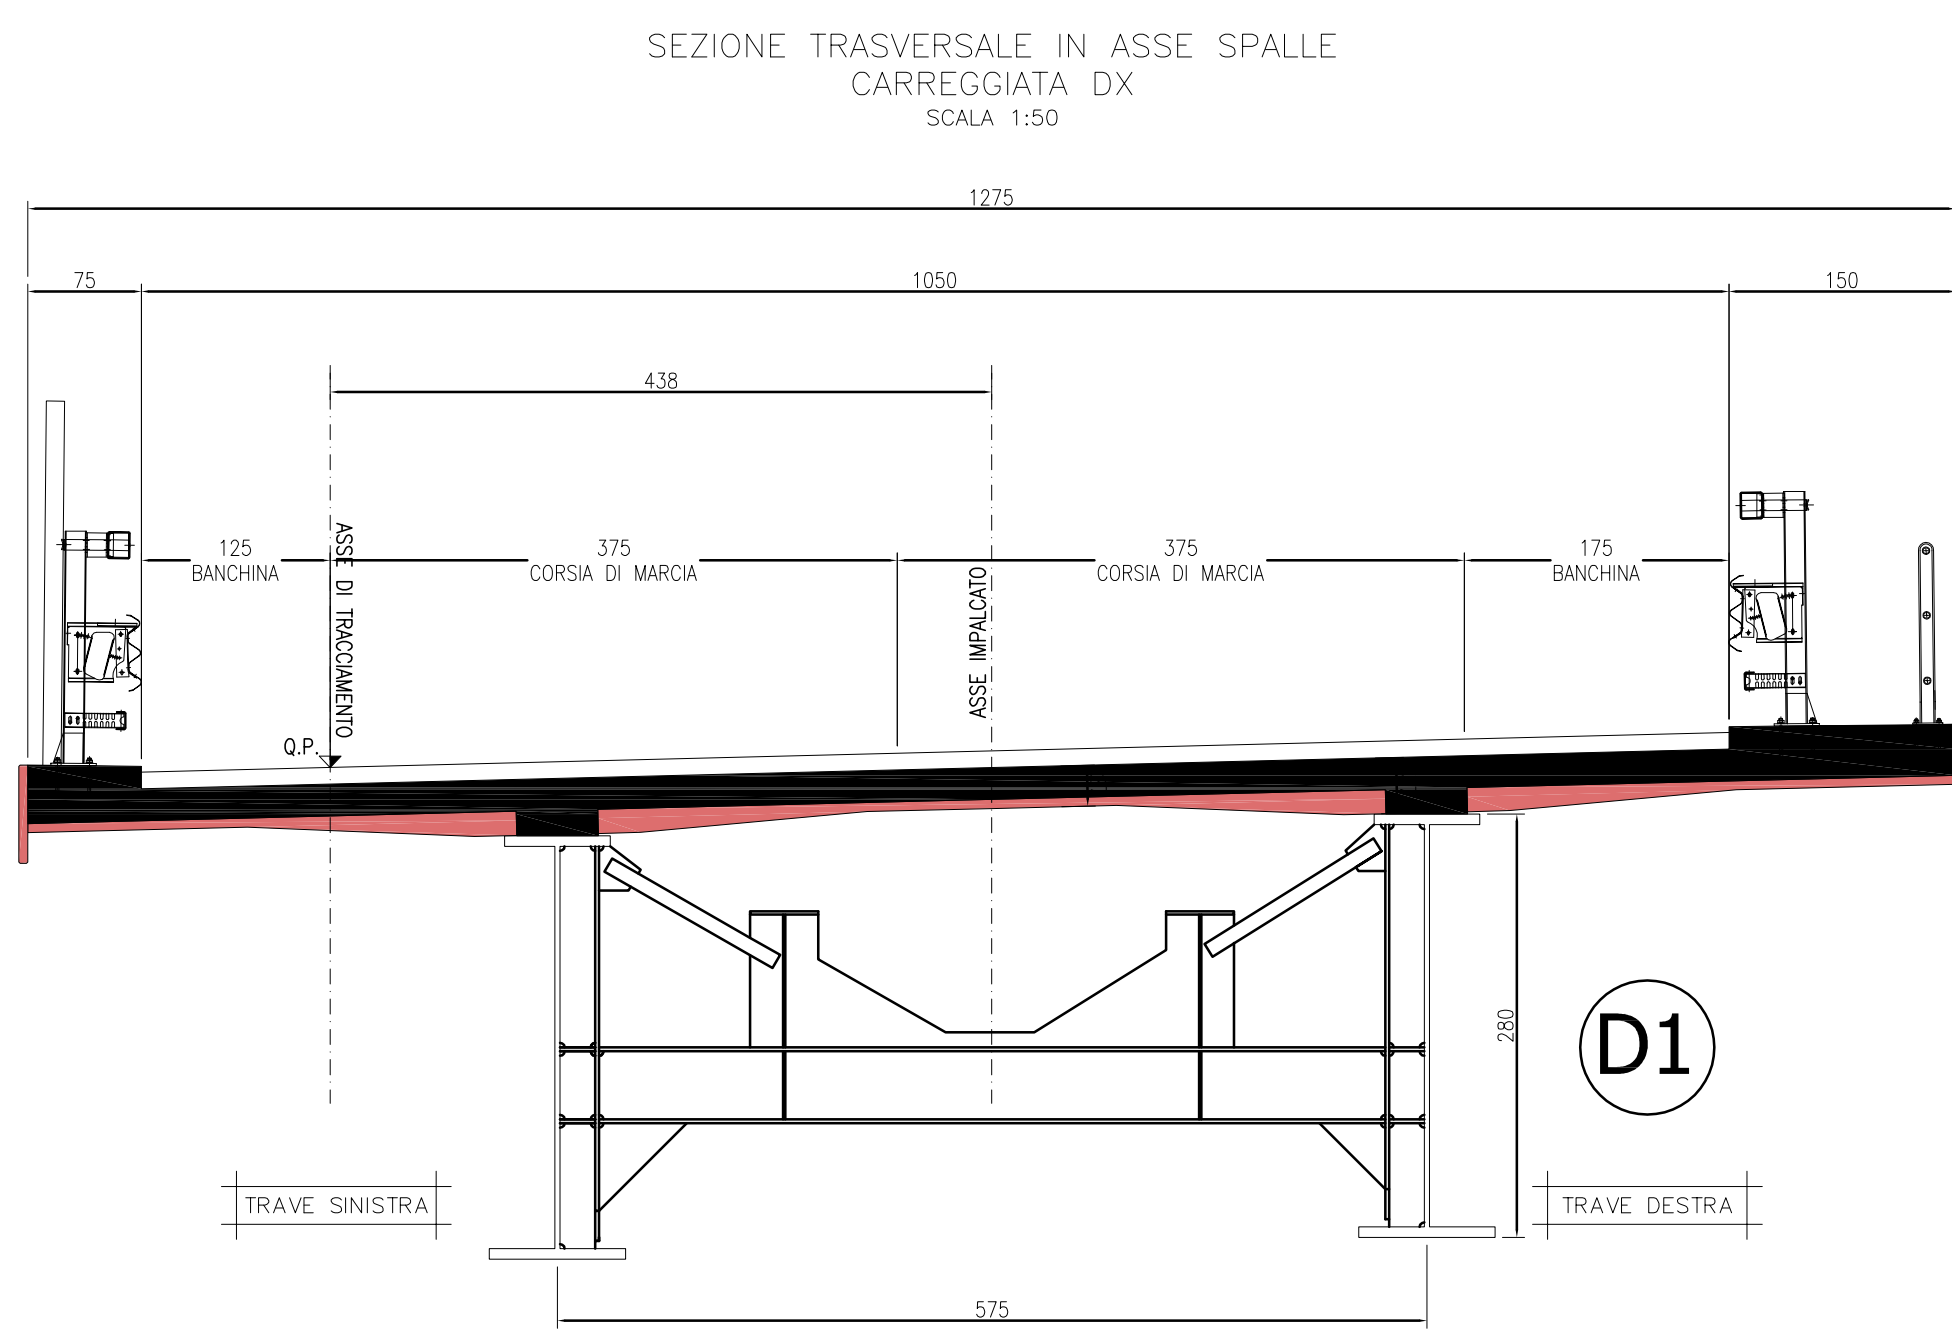 SEZIONE TRASVERSALE IN ASSE SPALLE
CARREGGIATA DX
SCALA 1:50
1275
75
1050
150
438
125
BANCHINA
ASSE DI TRACCIAMENTO
375
CORSIA DI MARCIA
ASSE IMPALCATO
375
CORSIA DI MARCIA
175
BANCHINA
Q.P.
280
D1
TRAVE SINISTRA
TRAVE DESTRA
575